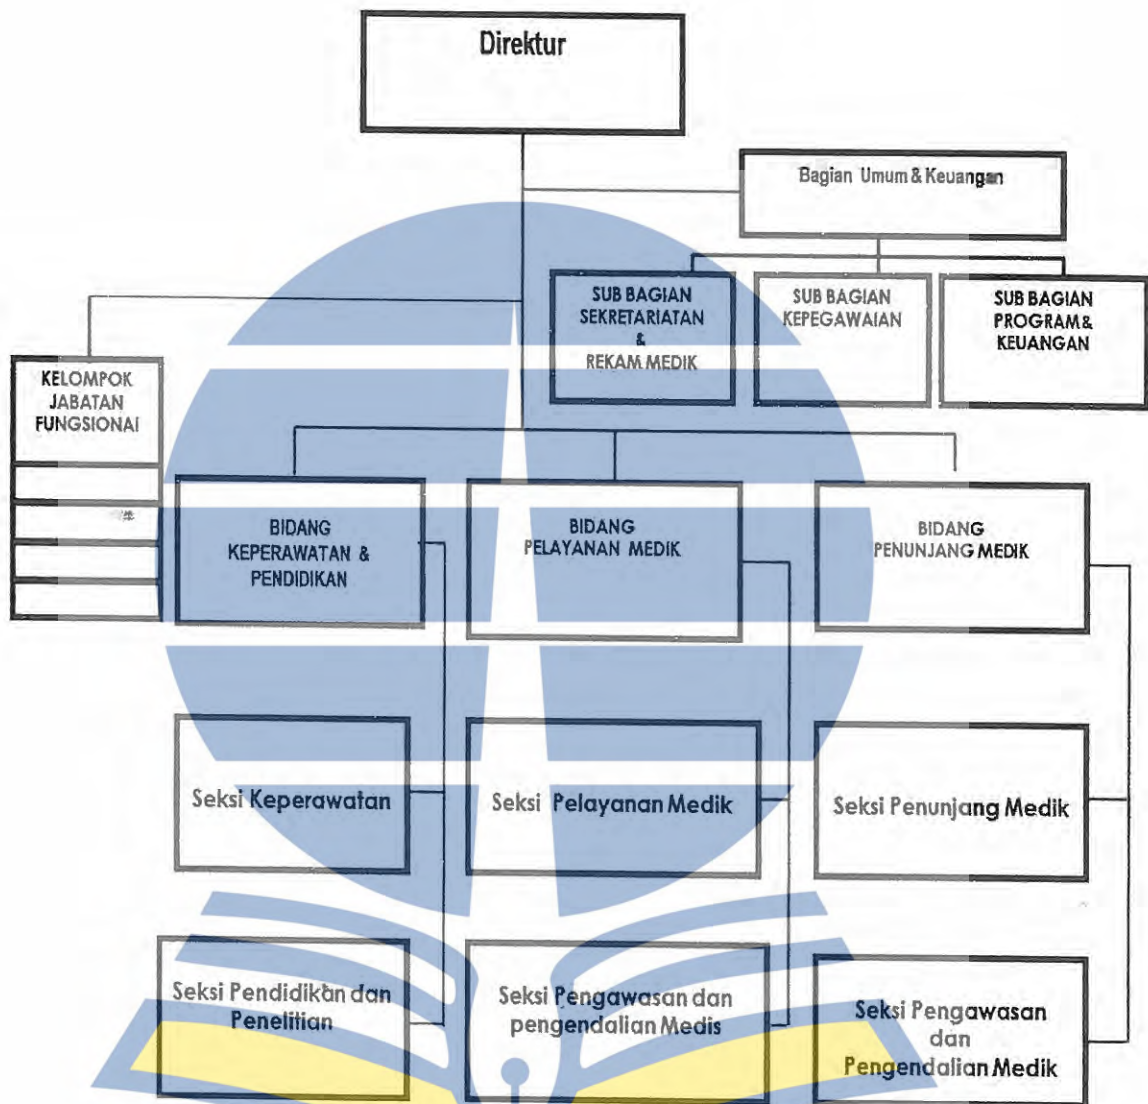 Direktur
Bagian Umum & Keuangan
SUB BAGIAN
SEKRETARIATAN
&
REKAM MEDIK
SUB BAGIAN
KEPEGAWAIAN
SUB BAGIAN
PROGRAM&
KEUANGAN
KELOMPOK
JABATAN
FUNGSIONAI
BIDANG
KEPERAWATAN &
PENDIDIKAN
BIDANG
PELAYANAN MEDIK
BIDANG
PENUNJANG MEDIK
Seksi Keperawatan
Seksi Pelayanan Medik
Seksi Penunjang Medik
Seksi Pendidikan dan
Penelitian
Seksi Pengawasan dan
pengendalian Medis
Seksi Pengawasan
dan
Pengendalian Medik